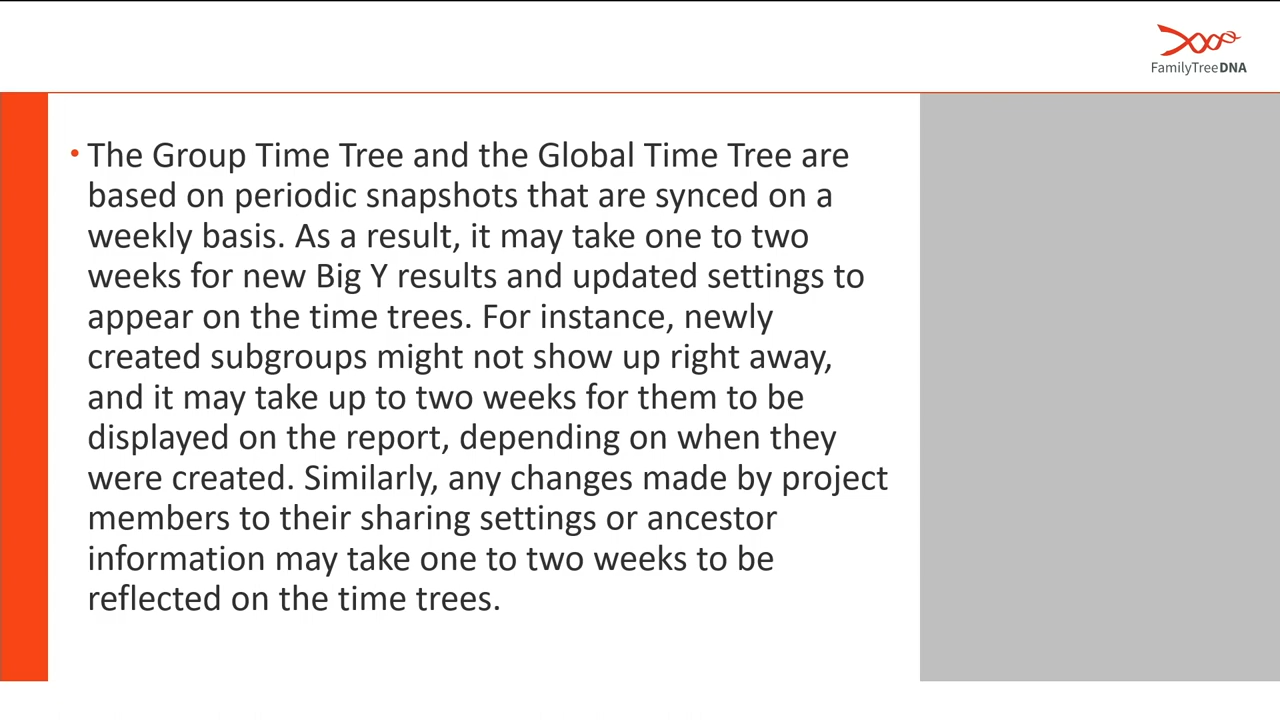 FamilyTreeDNA
• The Group Time Tree and the Global Time Tree are
based on periodic snapshots that are synced on a
weekly basis. As a result, it may take one to two
weeks for new Big Y results and updated settings to
appear on the time trees. For instance, newly
created subgroups might not show up right away,
and it may take up to two weeks for them to be
displayed on the report, depending on when they
were created. Similarly, any changes made by project
members to their sharing settings or ancestor
information may take one to two weeks to be
reflected on the time trees.